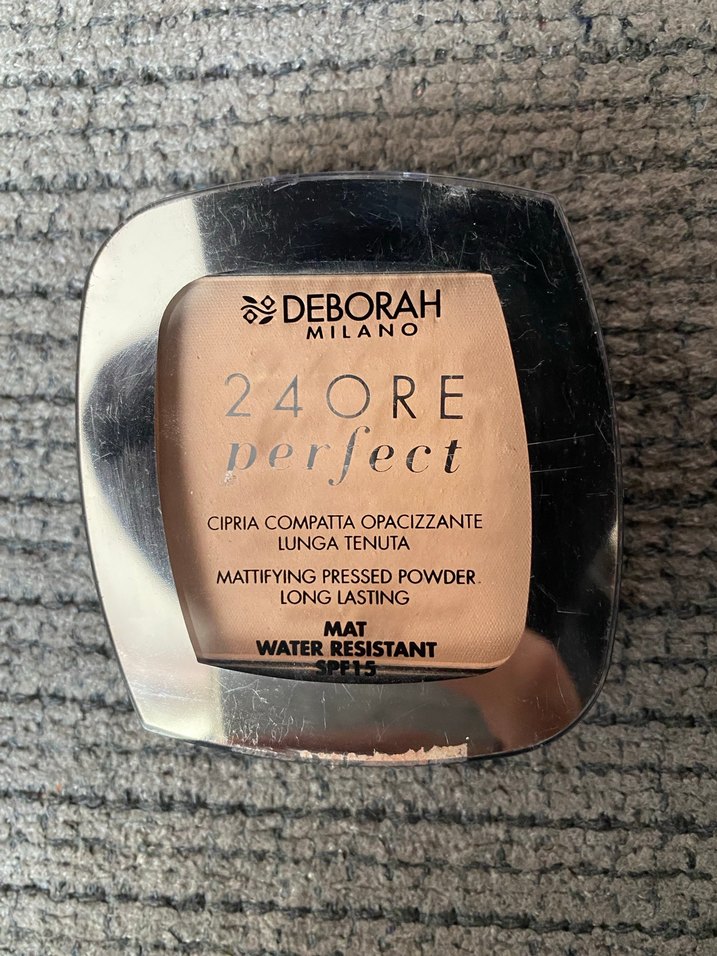 DEBORAH
MILANO
24ORE
perfect
CIPRIA COMPATTA OPACIZZANTE
LUNGA TENUTA
MATTIFYING PRESSED POWDER
LONG LASTING
MAT
WATER RESISTANT
SPF15